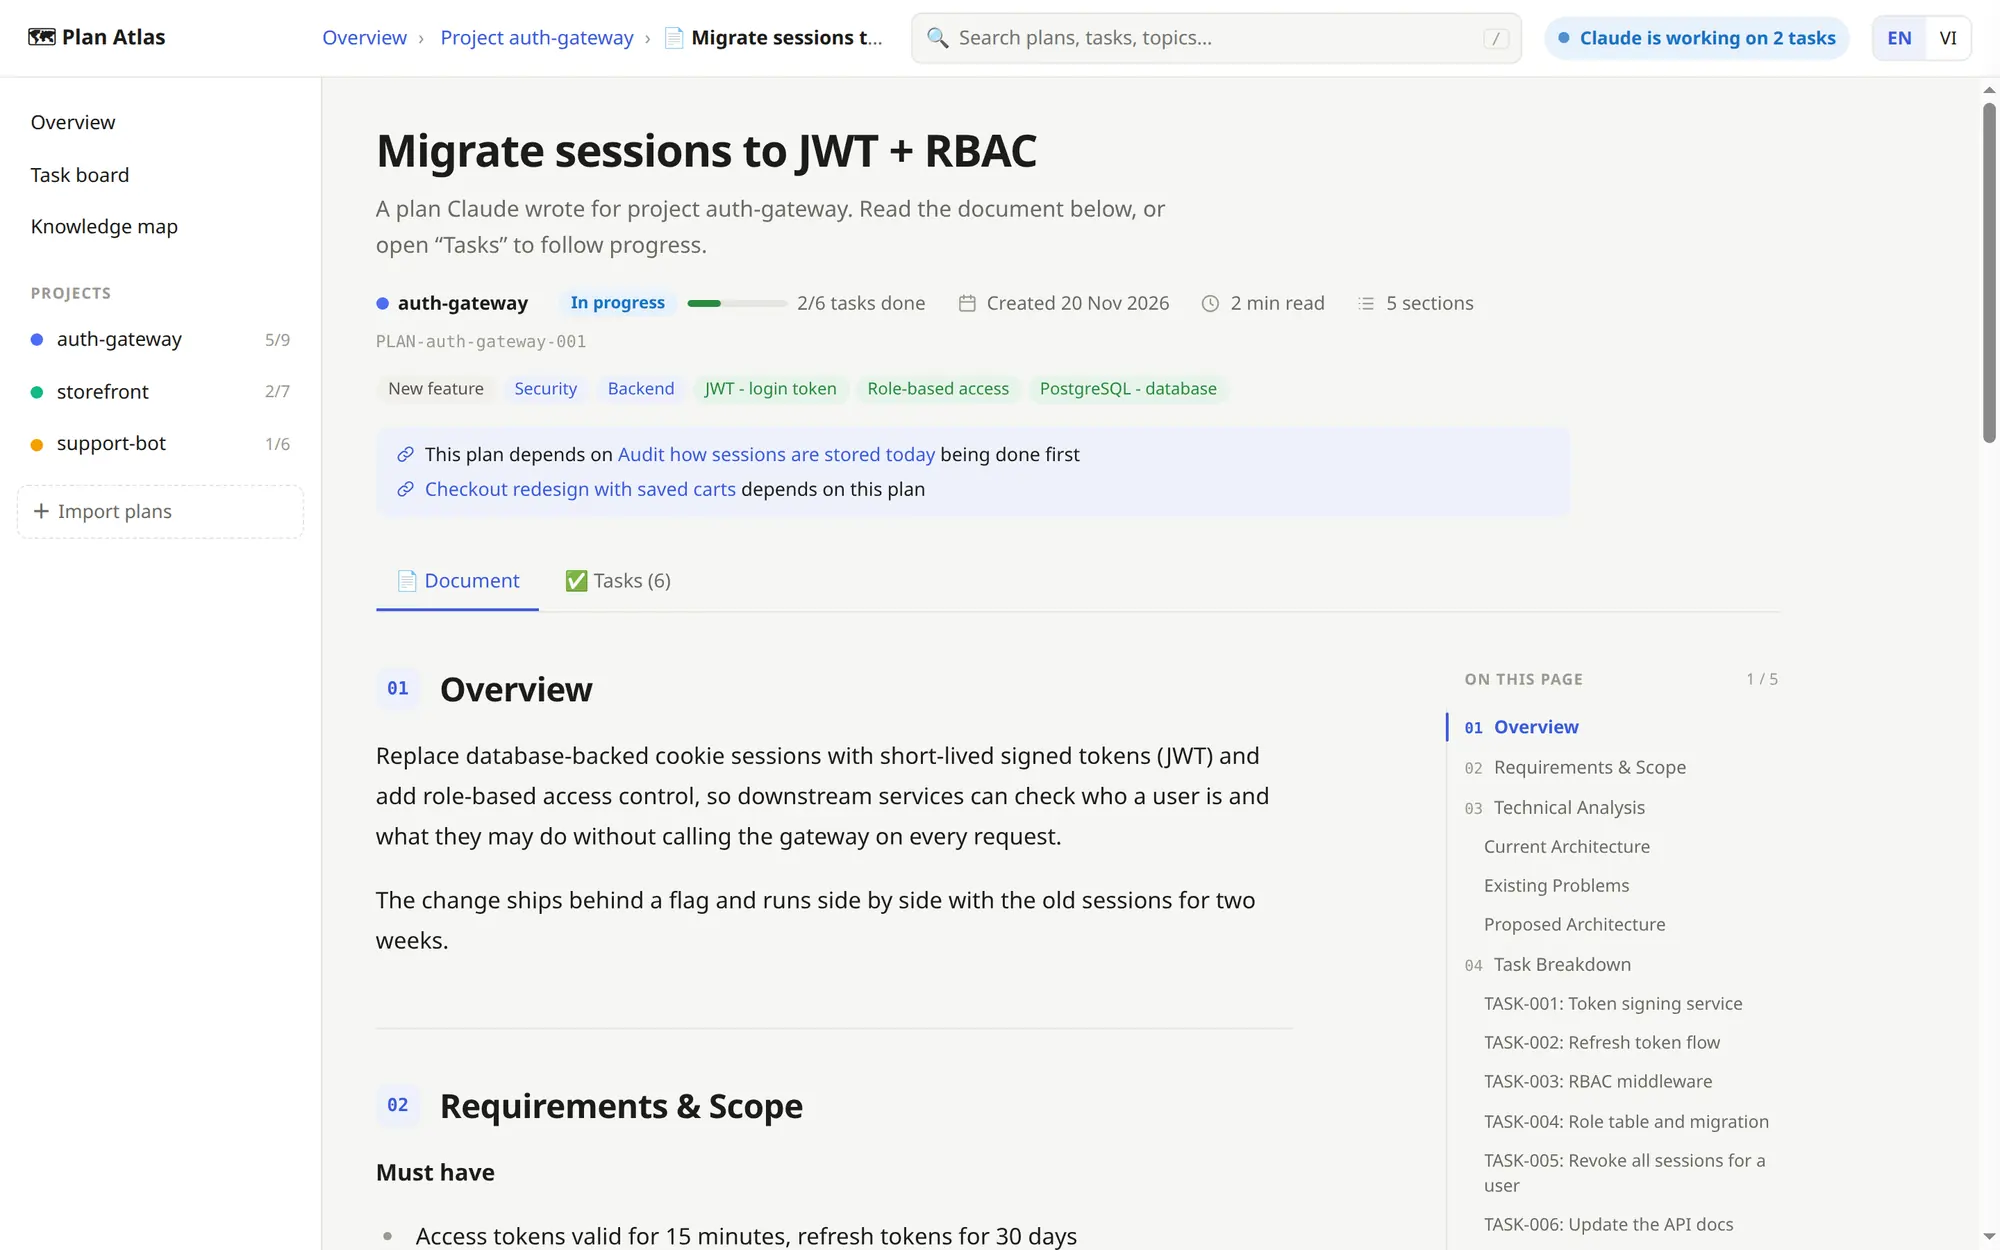 Plan Atlas
Overview › Project auth-gateway › Migrate sessions t...
Search plans, tasks, topics... /
Claude is working on 2 tasks
EN VI
Overview
Task board
Knowledge map
PROJECTS
auth-gateway 5/9
storefront 2/7
support-bot 1/6
+ Import plans
Migrate sessions to JWT + RBAC
A plan Claude wrote for project auth-gateway. Read the document below, or
open “Tasks” to follow progress.
auth-gateway In progress 2/6 tasks done Created 20 Nov 2026 2 min read 5 sections
PLAN-auth-gateway-001
New feature Security Backend JWT - login token Role-based access PostgreSQL - database
This plan depends on Audit how sessions are stored today being done first
Checkout redesign with saved carts depends on this plan
Document Tasks (6)
01 Overview
Replace database-backed cookie sessions with short-lived signed tokens (JWT) and
add role-based access control, so downstream services can check who a user is and
what they may do without calling the gateway on every request.
The change ships behind a flag and runs side by side with the old sessions for two
weeks.
02 Requirements & Scope
Must have
• Access tokens valid for 15 minutes, refresh tokens for 30 days
ON THIS PAGE 1 / 5
01 Overview
02 Requirements & Scope
03 Technical Analysis
Current Architecture
Existing Problems
Proposed Architecture
04 Task Breakdown
TASK-001: Token signing service
TASK-002: Refresh token flow
TASK-003: RBAC middleware
TASK-004: Role table and migration
TASK-005: Revoke all sessions for a
user
TASK-006: Update the API docs